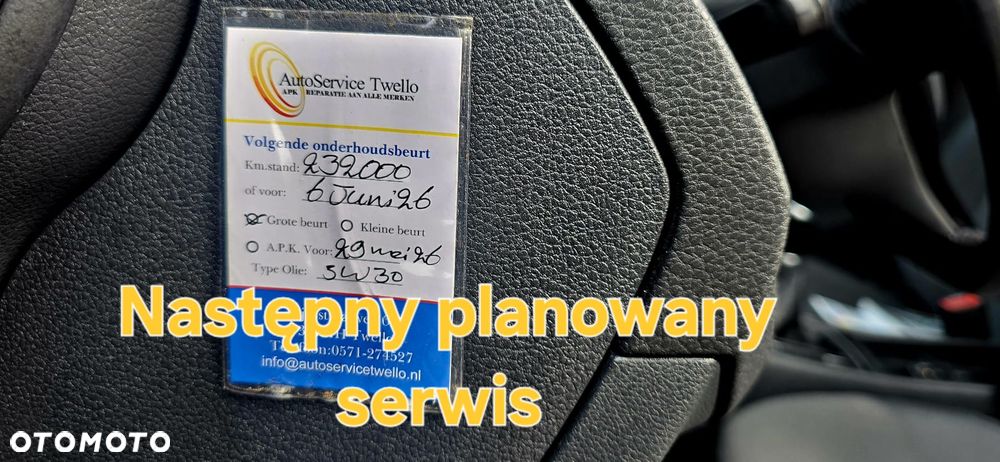 AutoService Twello
APK REPARATIE AAN ALLE MERKEN
Volgende onderhoudsbeurt
Km.stand: 232000
of voor: 6 Juni 26
Grote beurt Kleine beurt
A.P.K. Voor: 29 mei 26
Type Olie: 5W30
Następny planowany
Twello
:0571-274527
info@autoservicetwello.nl
serwis
OTOMOTO